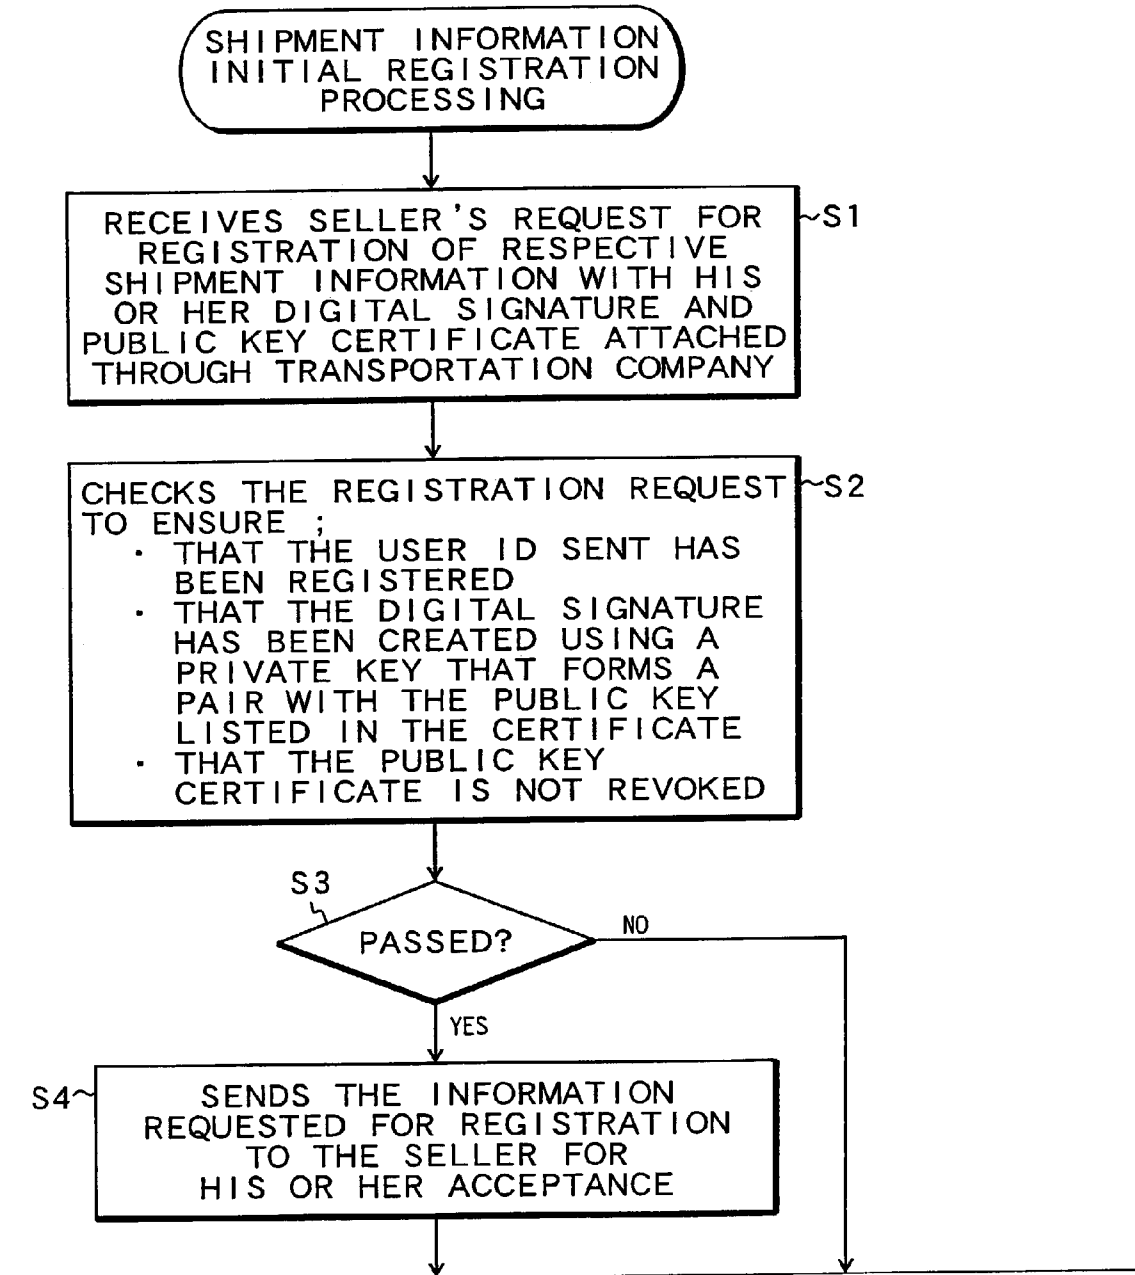 SHIPMENT INFORMATION
INITIAL REGISTRATION
PROCESSING
RECEIVES SELLER'S REQUEST FOR
REGISTRATION OF RESPECTIVE
SHIPMENT INFORMATION WITH HIS
OR HER DIGITAL SIGNATURE AND
PUBLIC KEY CERTIFICATE ATTACHED
THROUGH TRANSPORTATION COMPANY
S1
CHECKS THE REGISTRATION REQUEST
TO ENSURE ;
· THAT THE USER ID SENT HAS
BEEN REGISTERED
· THAT THE DIGITAL SIGNATURE
HAS BEEN CREATED USING A
PRIVATE KEY THAT FORMS A
PAIR WITH THE PUBLIC KEY
LISTED IN THE CERTIFICATE
· THAT THE PUBLIC KEY
CERTIFICATE IS NOT REVOKED
S2
S3
PASSED?
NO
YES
S4
SENDS THE INFORMATION
REQUESTED FOR REGISTRATION
TO THE SELLER FOR
HIS OR HER ACCEPTANCE